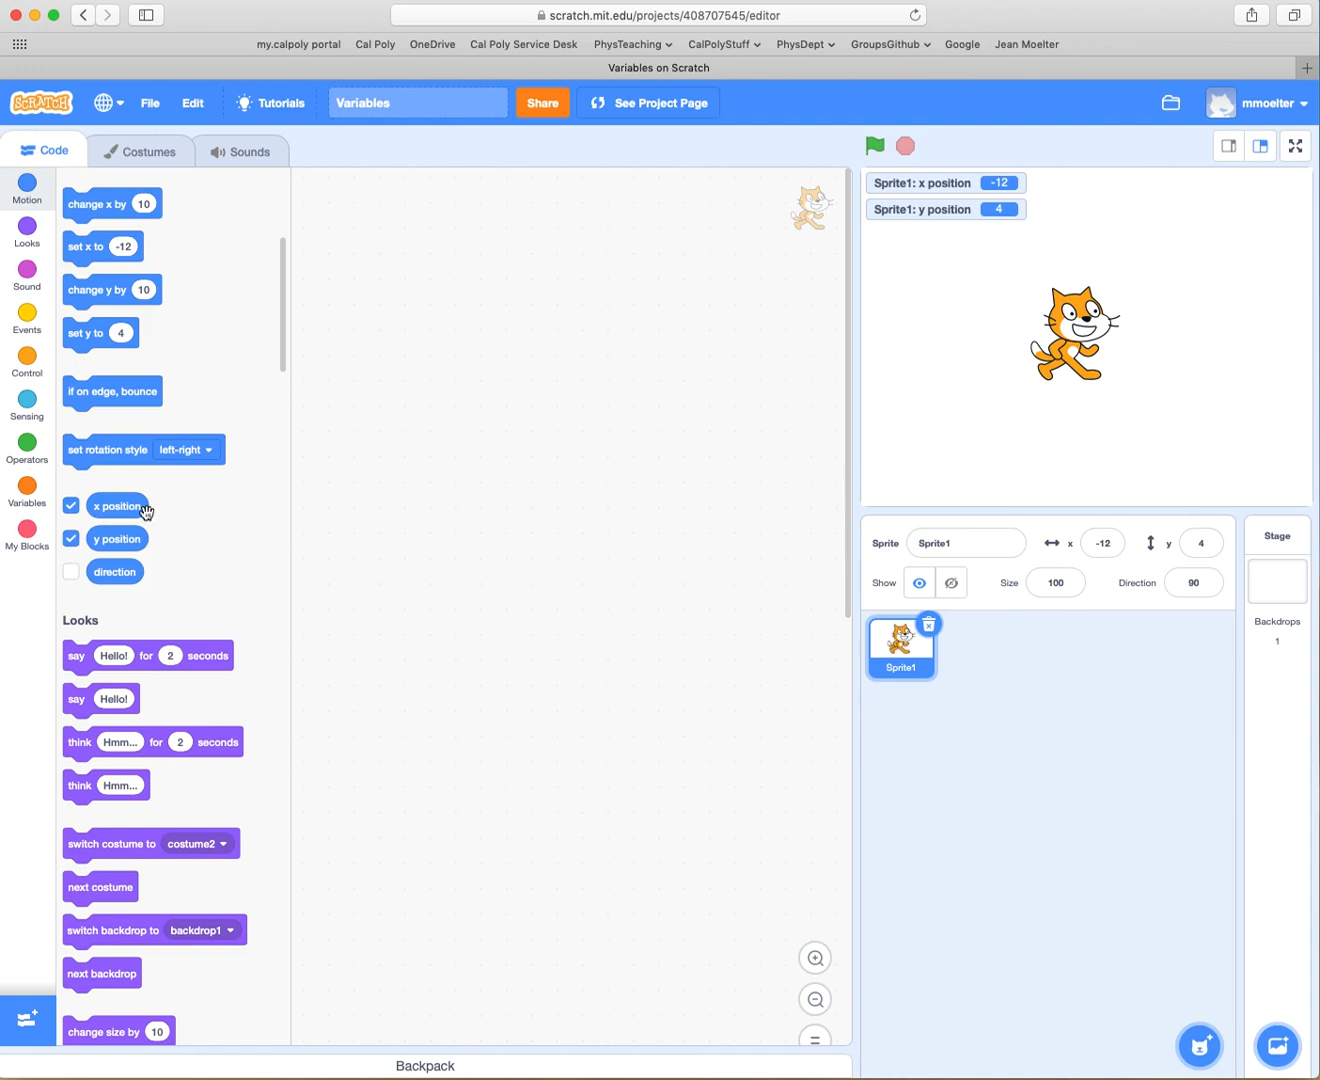 scratch.mit.edu/projects/408707545/editor
my.calpoly portal Cal Poly OneDrive Cal Poly Service Desk PhysTeaching CalPolyStuff PhysDept GroupsGithub Google Jean Moelter
Variables on Scratch
SCRATCH File Edit Tutorials Variables Share See Project Page mmoelter
Code Costumes Sounds
Motion
Looks
Sound
Events
Control
Sensing
Operators
Variables
My Blocks
change x by 10
set x to -12
change y by 10
set y to 4
if on edge, bounce
set rotation style left-right
x position
y position
direction
Looks
say Hello! for 2 seconds
say Hello!
think Hmm... for 2 seconds
think Hmm...
switch costume to costume2
next costume
switch backdrop to backdrop1
next backdrop
change size by 10
Backpack
Sprite1: x position -12
Sprite1: y position 4
Sprite Sprite1 x -12 y 4
Show Size 100 Direction 90
Sprite1
Stage
Backdrops
1